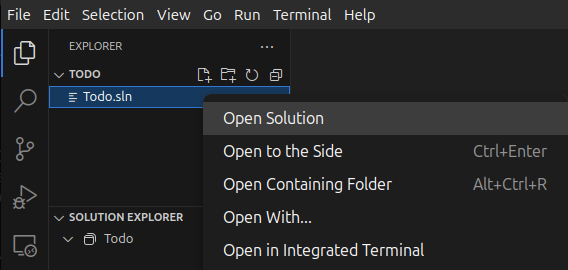 File Edit Selection View Go Run Terminal
EXPLORER ...
TODO
Todo.sln
Open Solution
Open to the Side Ctrl+Enter
Open Containing Folder Alt+Ctrl+R
Open With...
Open in Integrated Terminal
SOLUTION EXPLORER
Todo